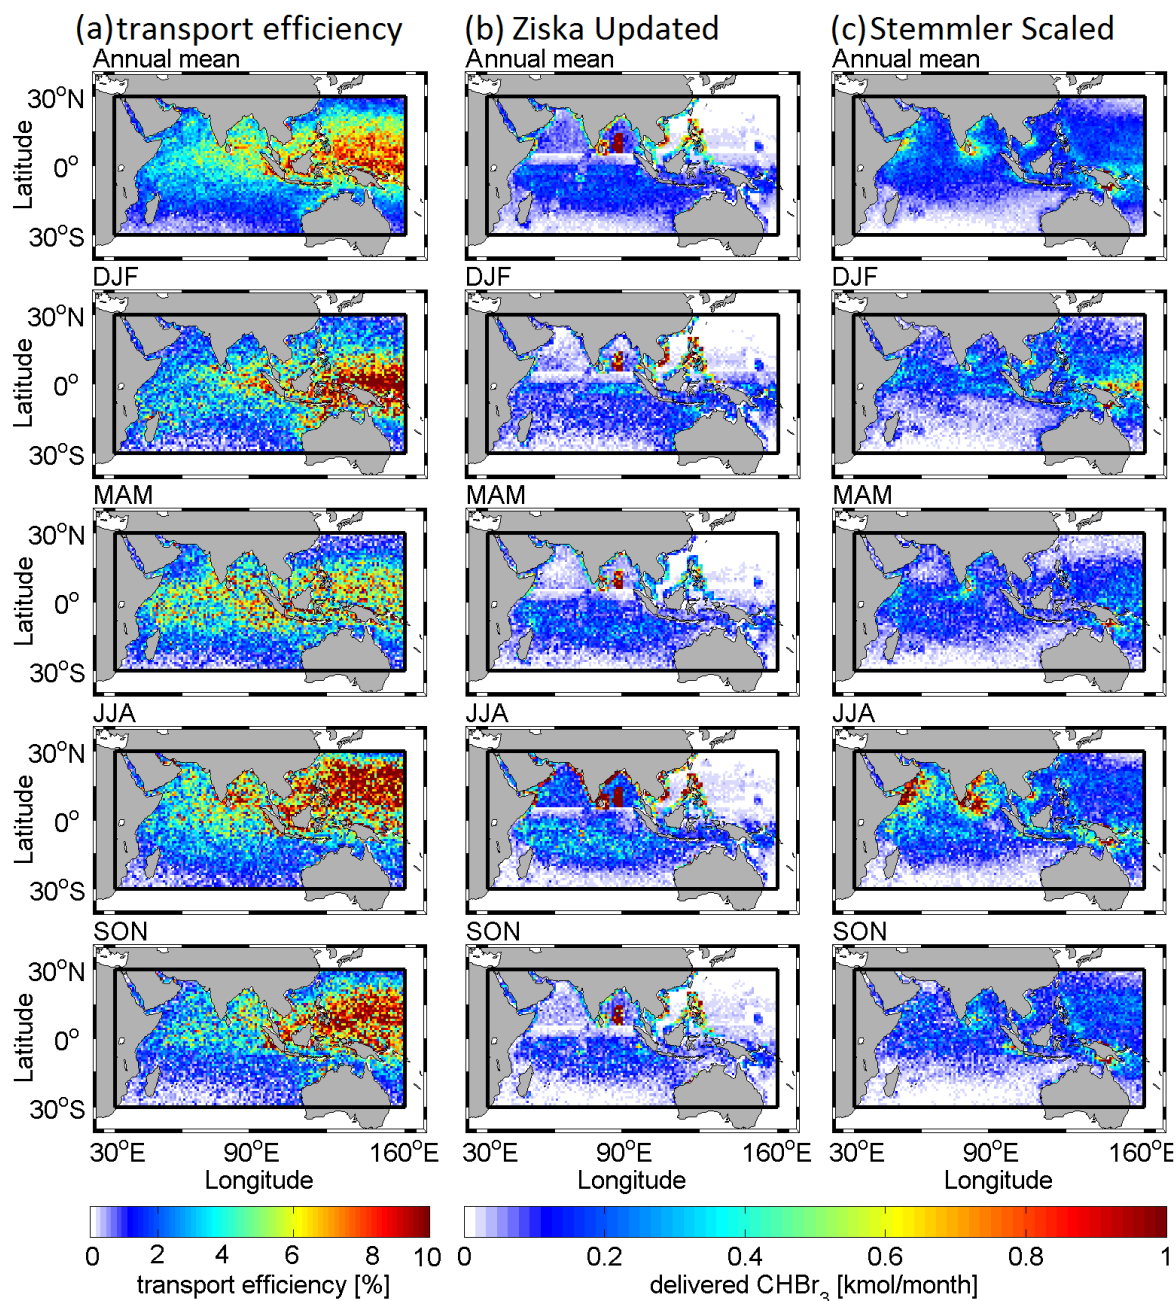 (a) transport efficiency (b) Ziska Updated (c) Stemmler Scaled
Annual mean Annual mean Annual mean
30°N
0°
30°S
Latitude
DJF DJF DJF
30°N
0°
30°S
Latitude
MAM MAM MAM
30°N
0°
30°S
Latitude
JJA JJA JJA
30°N
0°
30°S
Latitude
SON SON SON
30°N
0°
30°S
Latitude
30°E 90°E 160°E 30°E 90°E 160°E 30°E 90°E 160°E
Longitude Longitude Longitude
0 2 4 6 8 10 0 0.2 0.4 0.6 0.8 1
transport efficiency [%] delivered CHBr₃ [kmol/month]